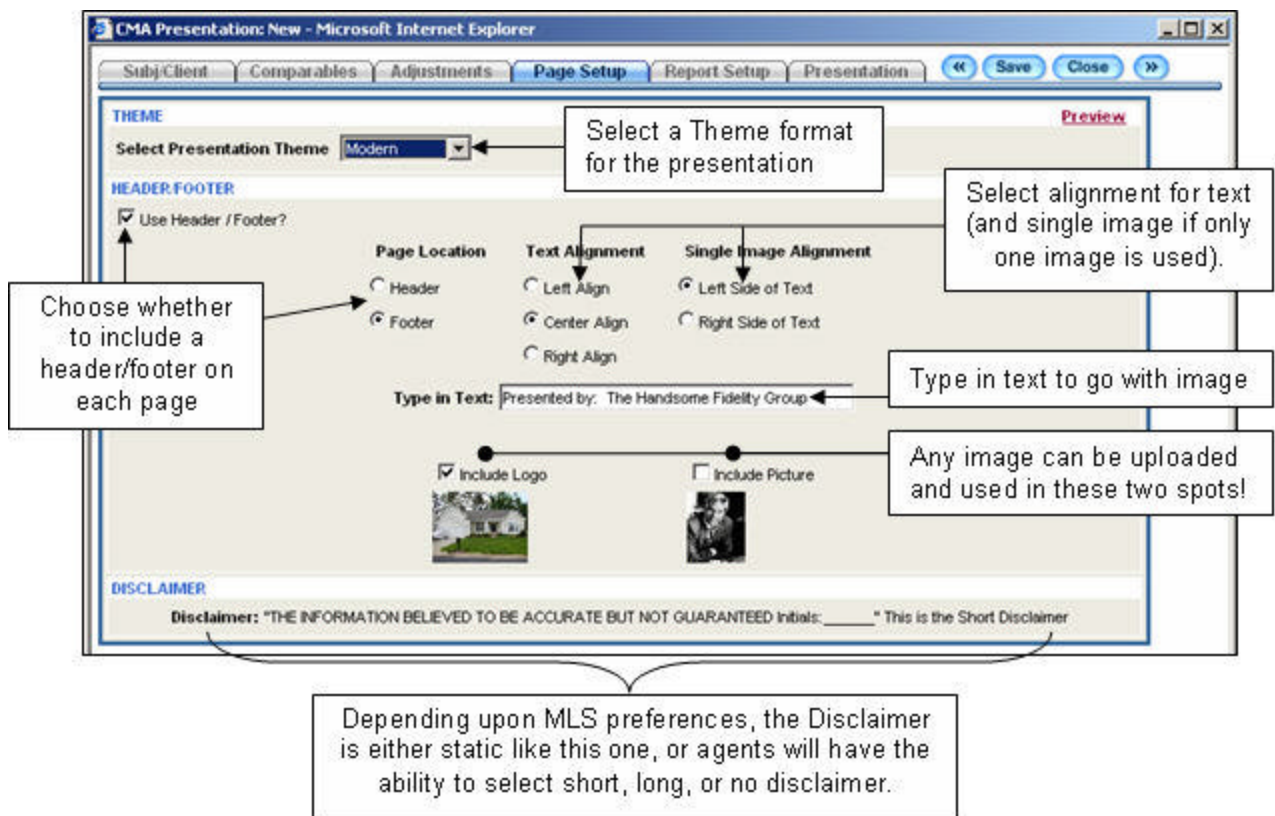 CMA Presentation: New - Microsoft Internet Explorer
Subj/Client Comparables Adjustments Page Setup Report Setup Presentation Save Close
THEME
Preview
Select Presentation Theme Modern
Select a Theme format
for the presentation
HEADER/FOOTER
Use Header / Footer?
Select alignment for text
(and single image if only
one image is used).
Page Location Text Alignment Single Image Alignment
Header Left Align Left Side of Text
Footer Center Align Right Side of Text
Right Align
Choose whether
to include a
header/footer on
each page
Type in Text: Presented by: The Handsome Fidelity Group
Type in text to go with image
Include Logo Include Picture
Any image can be uploaded
and used in these two spots!
DISCLAIMER
Disclaimer: "THE INFORMATION BELIEVED TO BE ACCURATE BUT NOT GUARANTEED Initials:______" This is the Short Disclaimer
Depending upon MLS preferences, the Disclaimer
is either static like this one, or agents will have the
ability to select short, long, or no disclaimer.